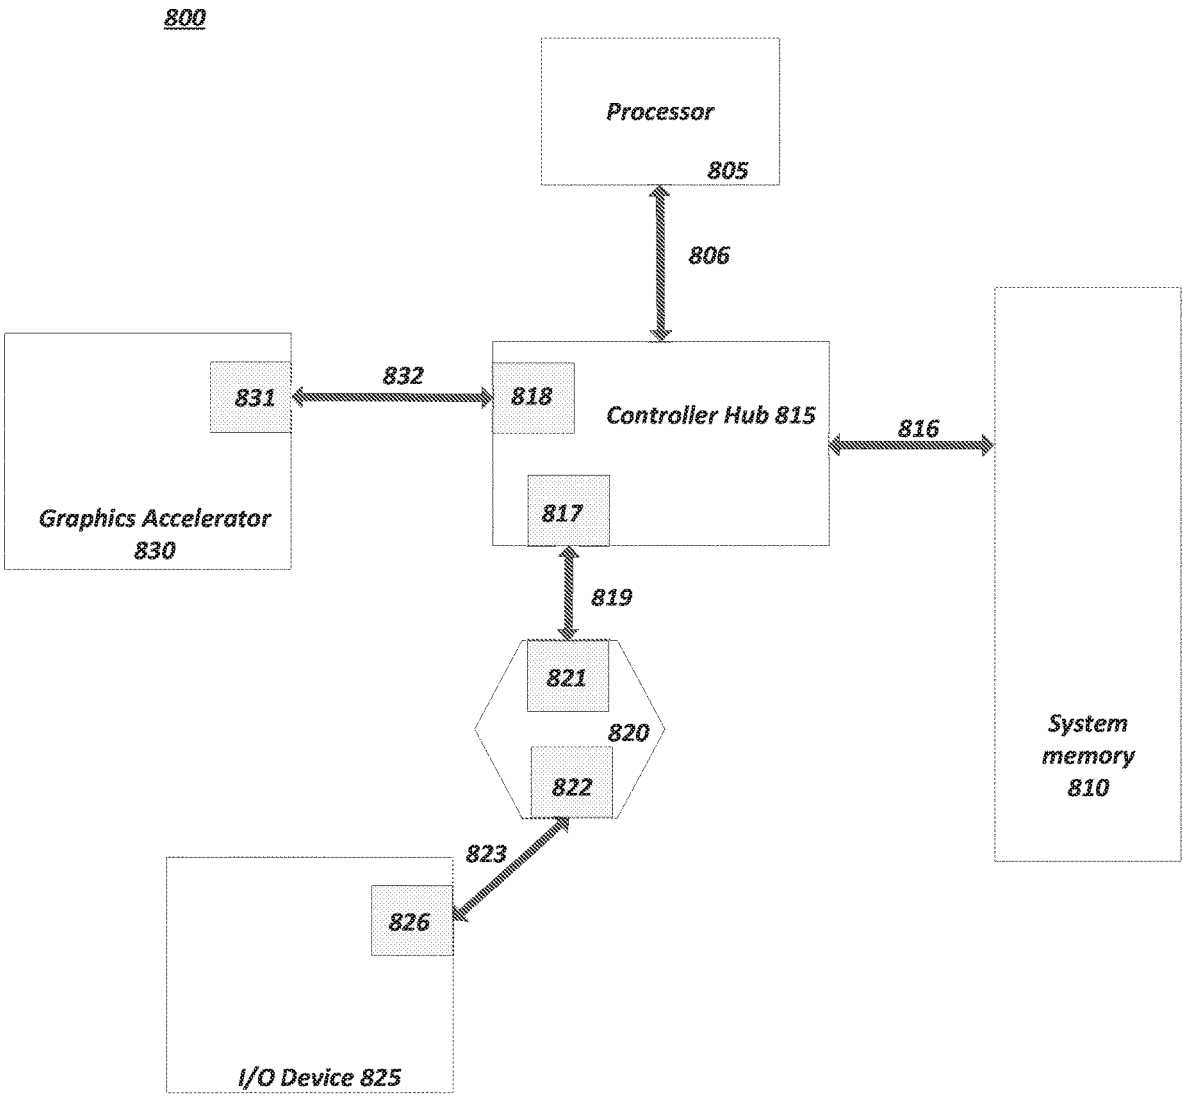 800
Processor
805
806
832
831
818
Controller Hub 815
816
817
Graphics Accelerator
830
819
821
820
822
System
memory
810
823
826
I/O Device 825